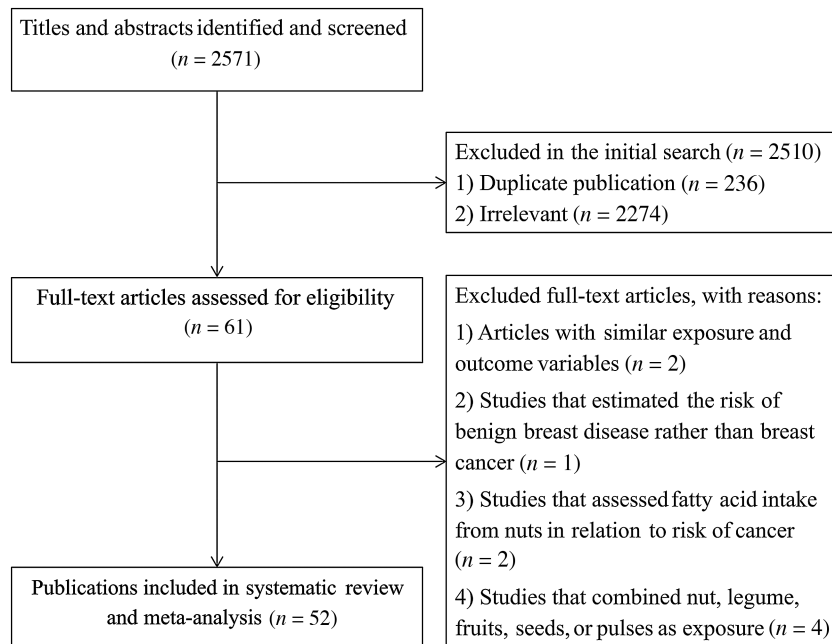 Titles and abstracts identified and screened
(n = 2571)
Excluded in the initial search (n = 2510)
1) Duplicate publication (n = 236)
2) Irrelevant (n = 2274)
Full-text articles assessed for eligibility
(n = 61)
Excluded full-text articles, with reasons:
1) Articles with similar exposure and
outcome variables (n = 2)
2) Studies that estimated the risk of
benign breast disease rather than breast
cancer (n = 1)
3) Studies that assessed fatty acid intake
from nuts in relation to risk of cancer
(n = 2)
4) Studies that combined nut, legume,
fruits, seeds, or pulses as exposure (n = 4)
Publications included in systematic review
and meta-analysis (n = 52)